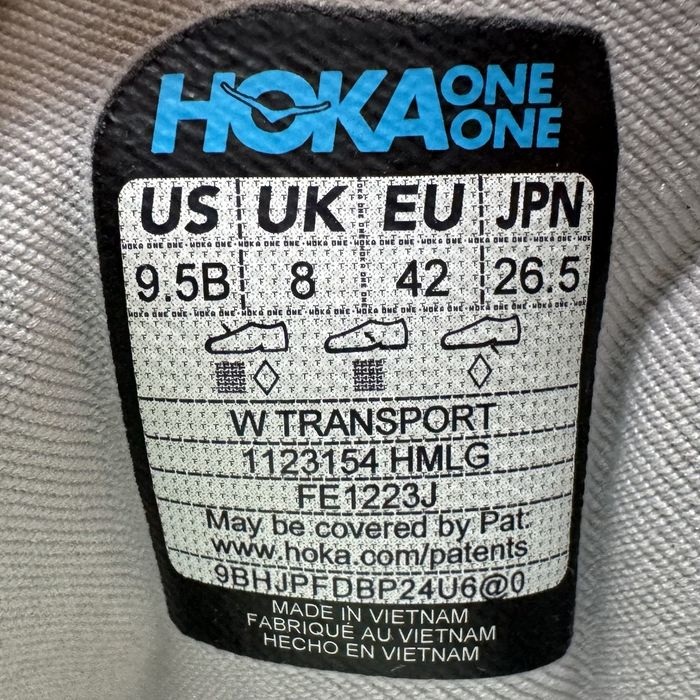 HOKA ONE ONE
US UK EU JPN
9.5B 8 42 26.5
W TRANSPORT
1123154 HMLG
FE1223J
May be covered by Pat:
www.hoka.com/patents
9BHJPFDBP24U6@0
MADE IN VIETNAM
FABRIQUÉ AU VIETNAM
HECHO EN VIETNAM